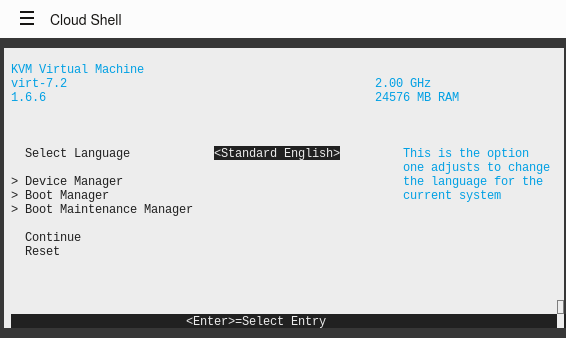 Cloud Shell
KVM Virtual Machine
virt-7.2 2.00 GHz
1.6.6 24576 MB RAM
Select Language <Standard English> This is the option
one adjusts to change
> Device Manager the language for the
> Boot Manager current system
> Boot Maintenance Manager
Continue
Reset
<Enter>=Select Entry